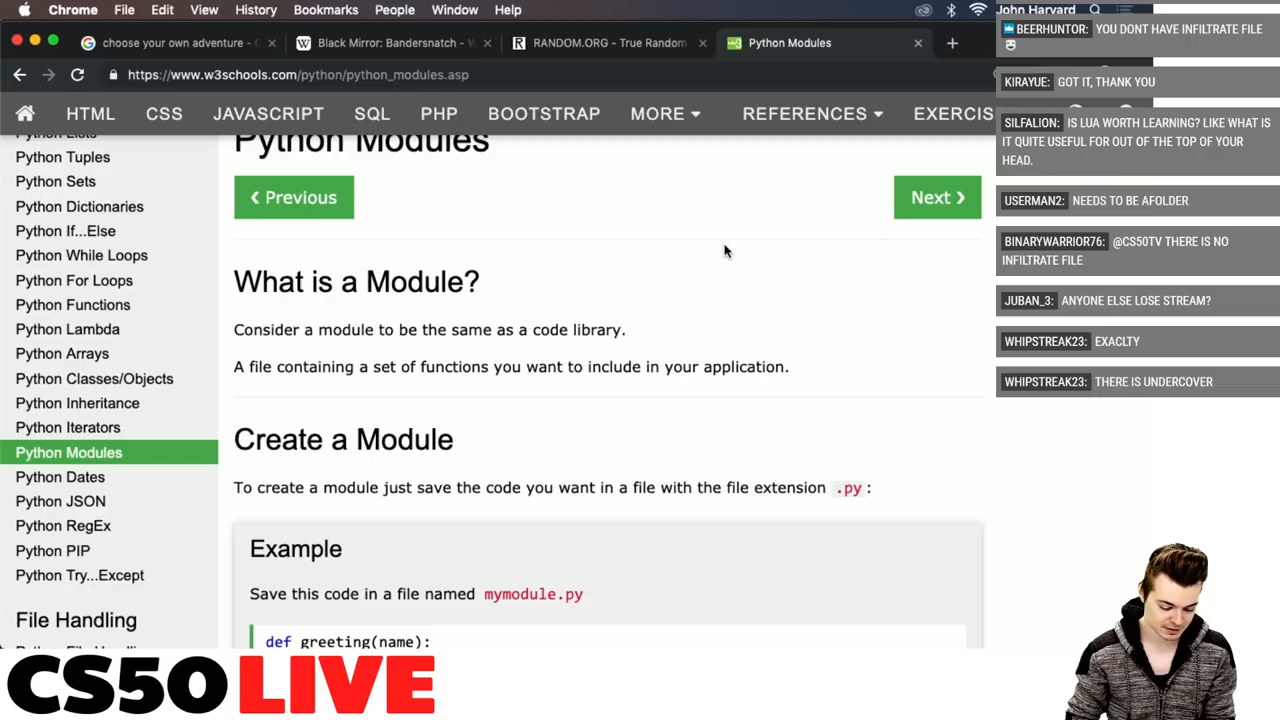 Chrome File Edit View History Bookmarks People Window Help John Harvard
choose your own adventure -
Black Mirror: Bandersnatch -
RANDOM.ORG - True Random
Python Modules
https://www.w3schools.com/python/python_modules.asp
HTML CSS JAVASCRIPT SQL PHP BOOTSTRAP MORE REFERENCES EXERCIS
Python Lists
Python Tuples
Python Sets
Python Dictionaries
Python If...Else
Python While Loops
Python For Loops
Python Functions
Python Lambda
Python Arrays
Python Classes/Objects
Python Inheritance
Python Iterators
Python Modules
Python Dates
Python JSON
Python RegEx
Python PIP
Python Try...Except
File Handling
Python Modules
❮ Previous
Next ❯
What is a Module?
Consider a module to be the same as a code library.
A file containing a set of functions you want to include in your application.
Create a Module
To create a module just save the code you want in a file with the file extension .py:
Example
Save this code in a file named mymodule.py
def greeting(name):
BEERHUNTOR: YOU DONT HAVE INFILTRATE FILE
KIRAYUE: GOT IT, THANK YOU
SILFALION: IS LUA WORTH LEARNING? LIKE WHAT IS
IT QUITE USEFUL FOR OUT OF THE TOP OF YOUR
HEAD.
USERMAN2: NEEDS TO BE AFOLDER
BINARYWARRIOR76: @CS50TV THERE IS NO
INFILTRATE FILE
JUBAN_3: ANYONE ELSE LOSE STREAM?
WHIPSTREAK23: EXACLTY
WHIPSTREAK23: THERE IS UNDERCOVER
CS50 LIVE